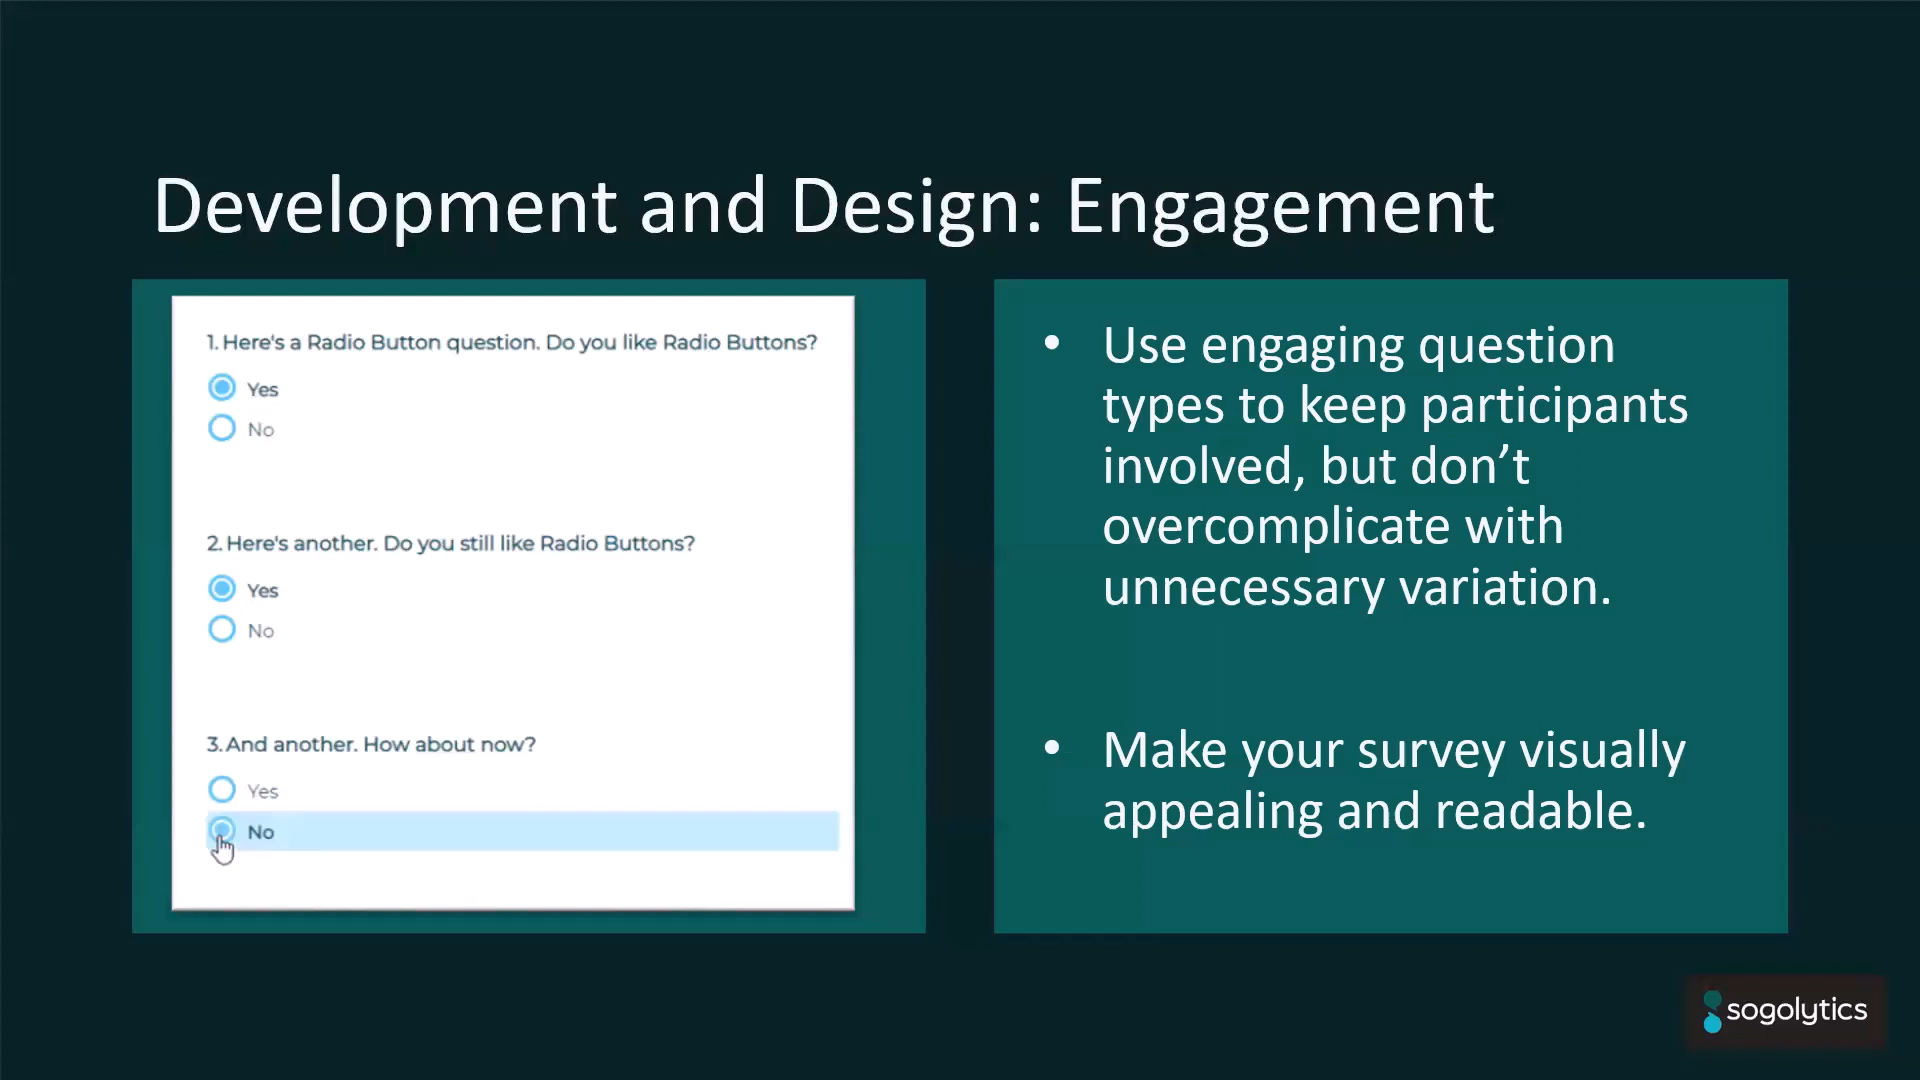 Development and Design: Engagement
1. Here's a Radio Button question. Do you like Radio Buttons?
Yes
No
2. Here's another. Do you still like Radio Buttons?
Yes
No
3. And another. How about now?
Yes
No
• Use engaging question
types to keep participants
involved, but don’t
overcomplicate with
unnecessary variation.
• Make your survey visually
appealing and readable.
sogolytics